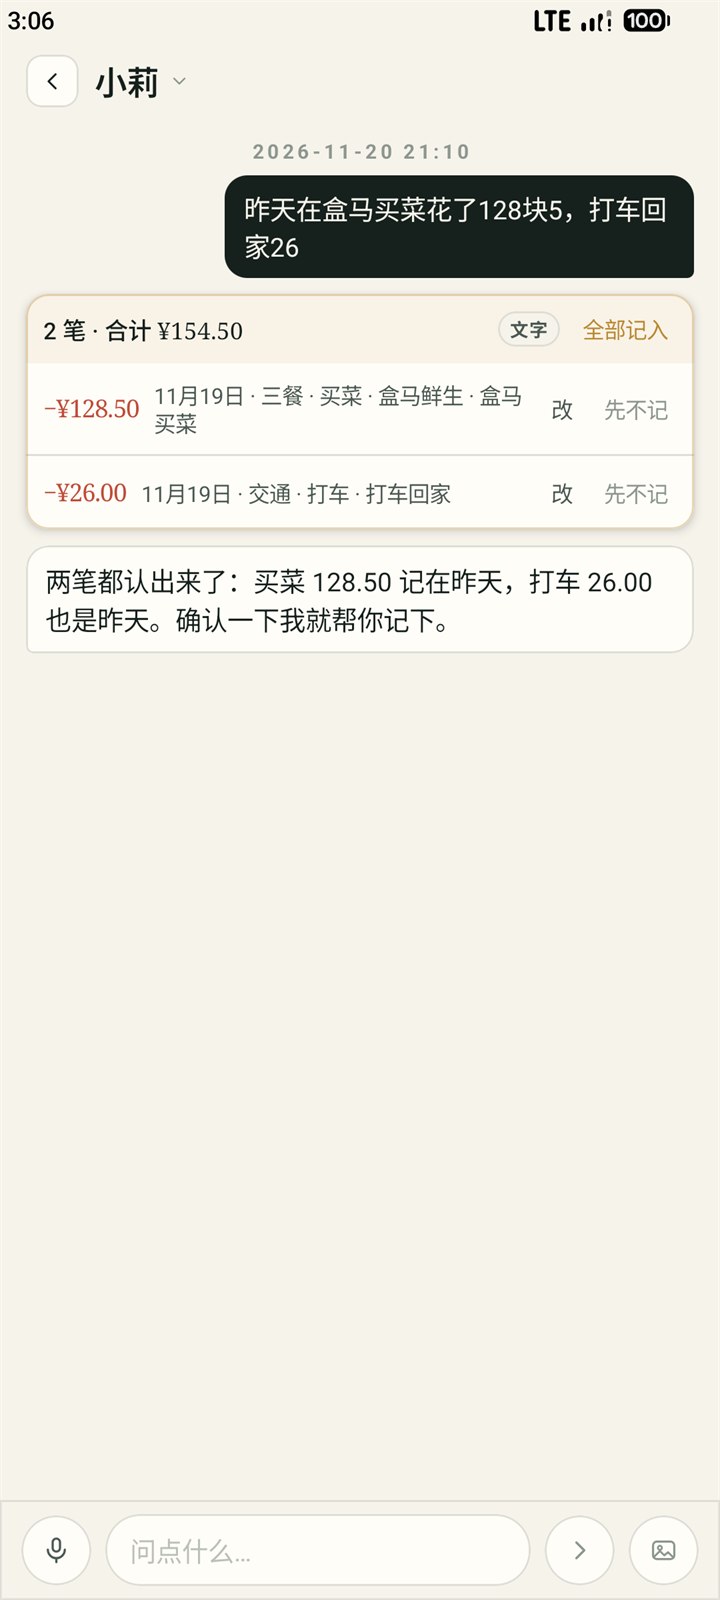 3:06
LTE 100
小莉
2026-11-20 21:10
昨天在盒马买菜花了128块5，打车回
家26
2 笔 · 合计 ¥154.50 文字 全部记入
−¥128.50 11月19日 · 三餐 · 买菜 · 盒马鲜生 · 盒马
买菜 改 先不记
−¥26.00 11月19日 · 交通 · 打车 · 打车回家 改 先不记
两笔都认出来了：买菜 128.50 记在昨天，打车 26.00
也是昨天。确认一下我就帮你记下。
问点什么...